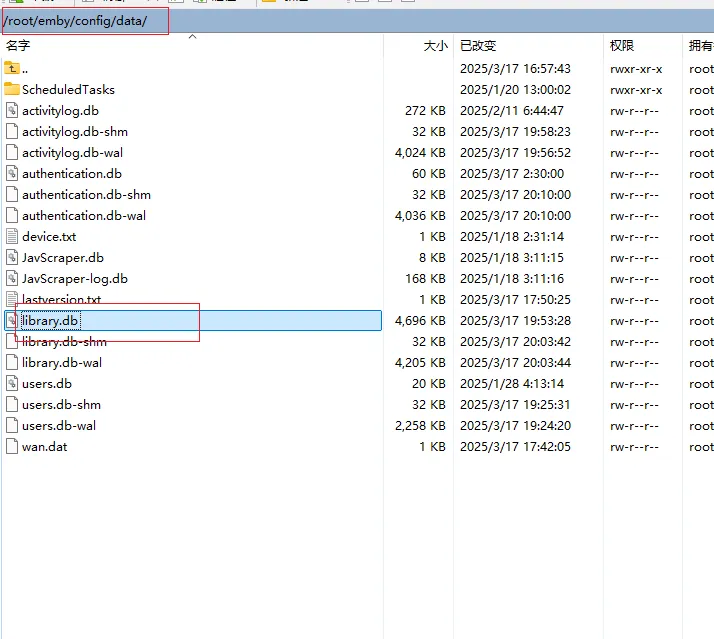 /root/emby/config/data/
名字 大小 已改变 权限 拥有
.. 2025/3/17 16:57:43 rwxr-xr-x root
ScheduledTasks 2025/1/20 13:00:02 rwxr-xr-x root
activitylog.db 272 KB 2025/2/11 6:44:47 rw-r--r-- root
activitylog.db-shm 32 KB 2025/3/17 19:58:23 rw-r--r-- root
activitylog.db-wal 4,024 KB 2025/3/17 19:56:52 rw-r--r-- root
authentication.db 60 KB 2025/3/17 2:30:00 rw-r--r-- root
authentication.db-shm 32 KB 2025/3/17 20:10:00 rw-r--r-- root
authentication.db-wal 4,036 KB 2025/3/17 20:10:00 rw-r--r-- root
device.txt 1 KB 2025/1/18 2:31:14 rw-r--r-- root
JavScraper.db 8 KB 2025/1/18 3:11:15 rw-r--r-- root
JavScraper-log.db 168 KB 2025/1/18 3:11:16 rw-r--r-- root
lastversion.txt 1 KB 2025/3/17 17:50:25 rw-r--r-- root
library.db 4,696 KB 2025/3/17 19:53:28 rw-r--r-- root
library.db-shm 32 KB 2025/3/17 20:03:42 rw-r--r-- root
library.db-wal 4,205 KB 2025/3/17 20:03:44 rw-r--r-- root
users.db 20 KB 2025/1/28 4:13:14 rw-r--r-- root
users.db-shm 32 KB 2025/3/17 19:25:31 rw-r--r-- root
users.db-wal 2,258 KB 2025/3/17 19:24:20 rw-r--r-- root
wan.dat 1 KB 2025/3/17 17:42:05 rw-r--r-- root